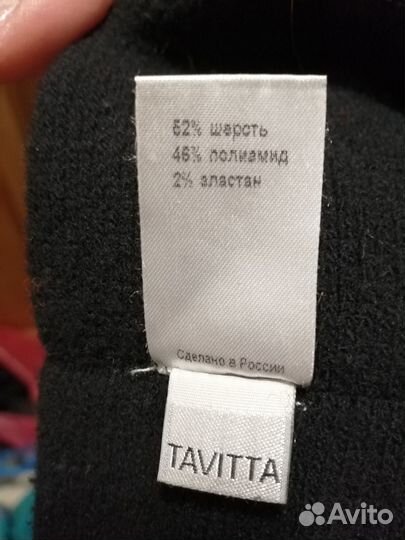 52% шерсть
46% полиамид
2% эластан
Сделано в России
TAVITTA
Avito